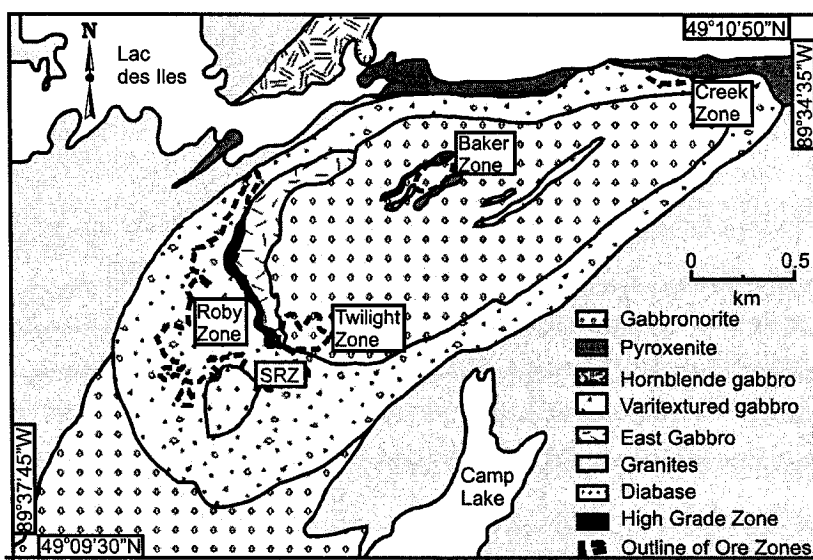 49°10'50"N
N
Lac
des Iles
89°34'35"W
Creek
Zone
Baker
Zone
0
0.5
km
Roby
Zone
Twilight
Zone
SRZ
Gabbronorite
Pyroxenite
Hornblende gabbro
Varitextured gabbro
East Gabbro
Granites
Diabase
High Grade Zone
Outline of Ore Zones
Camp
Lake
89°37'45"W
49°09'30"N